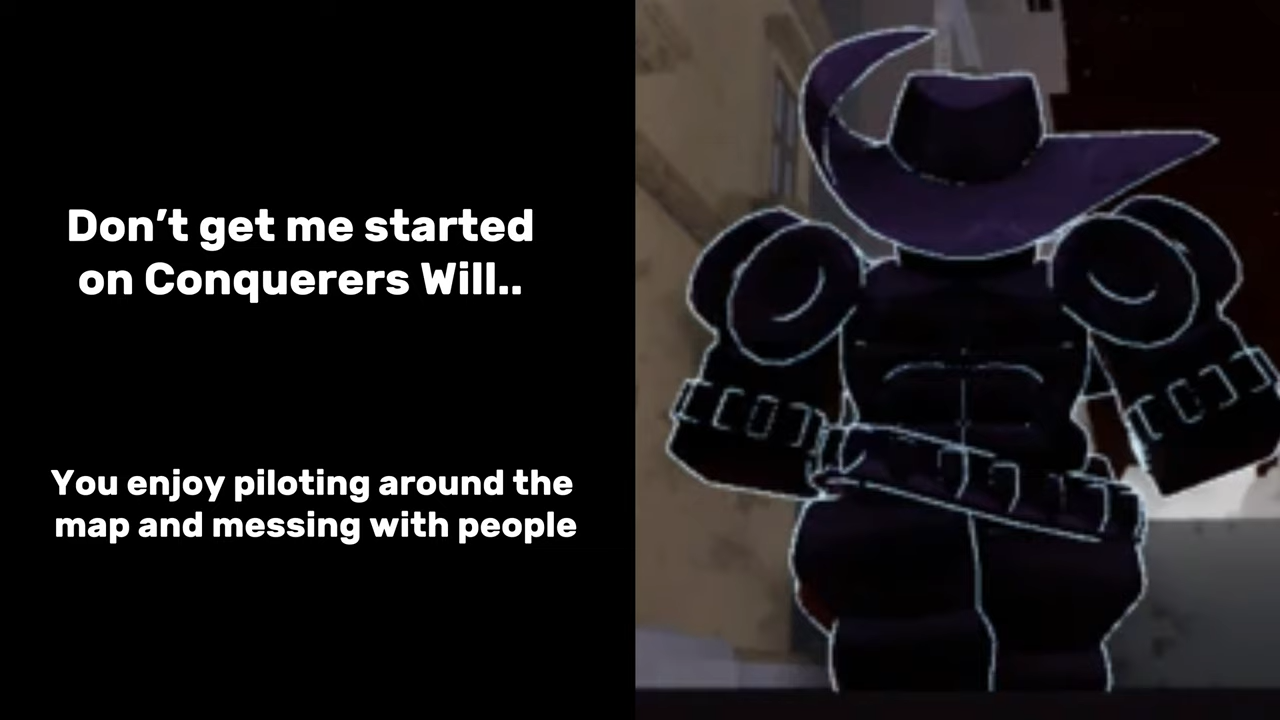 Don’t get me started
on Conquerers Will..
You enjoy piloting around the
map and messing with people